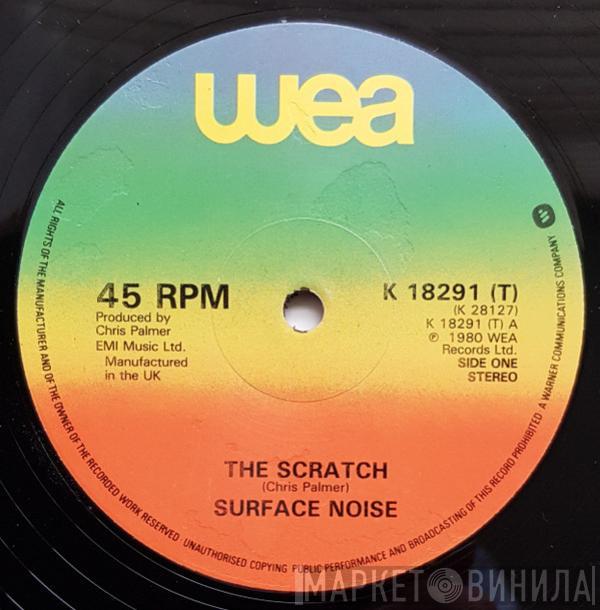 wea
45 RPM
Produced by
Chris Palmer
EMI Music Ltd.
Manufactured
in the UK
K 18291 (T)
(K 28127)
K 18291 (T) A
℗ 1980 WEA
Records Ltd.
SIDE ONE
STEREO
THE SCRATCH
(Chris Palmer)
SURFACE NOISE
ALL RIGHTS OF THE MANUFACTURER AND OF THE OWNER OF THE RECORDED WORK RESERVED. UNAUTHORISED COPYING PUBLIC PERFORMANCE AND BROADCASTING OF THIS RECORD PROHIBITED. A WARNER COMMUNICATIONS COMPANY
МАРКЕТ ВИНИЛА